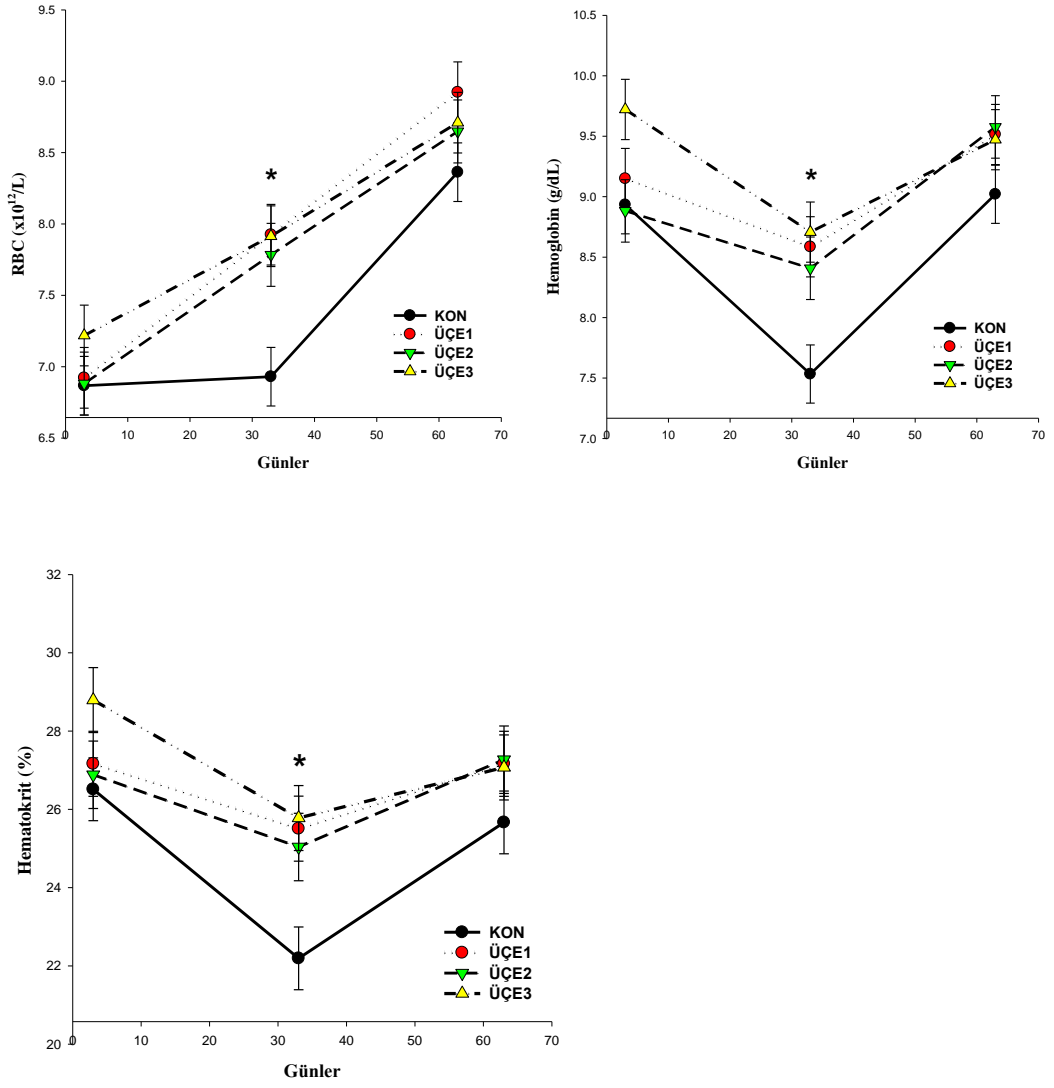 9.5
9.0
8.5
8.0
7.5
7.0
6.5
RBC (x10¹²/L)
*
KON
ÜÇE1
ÜÇE2
ÜÇE3
0 10 20 30 40 50 60 70
Günler
10.5
10.0
9.5
9.0
8.5
8.0
7.5
7.0
Hemoglobin (g/dL)
*
KON
ÜÇE1
ÜÇE2
ÜÇE3
0 10 20 30 40 50 60 70
Günler
32
30
28
26
24
22
20
Hematokrit (%)
*
KON
ÜÇE1
ÜÇE2
ÜÇE3
0 10 20 30 40 50 60 70
Günler